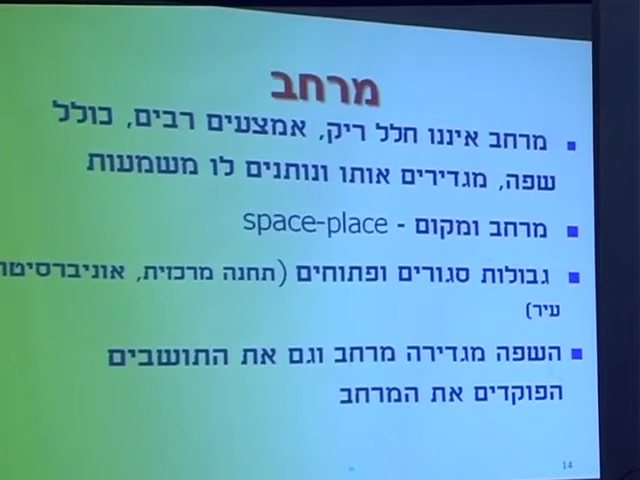 מרחב
מרחב איננו חלל ריק, אמצעים רבים, כולל
שפה, מגדירים אותו ונותנים לו משמעות
מרחב ומקום - space-place
גבולות סגורים ופתוחים (תחנה מרכזית, אוניברסיטה
עיר)
השפה מגדירה מרחב וגם את התושבים
הפוקדים את המרחב
14